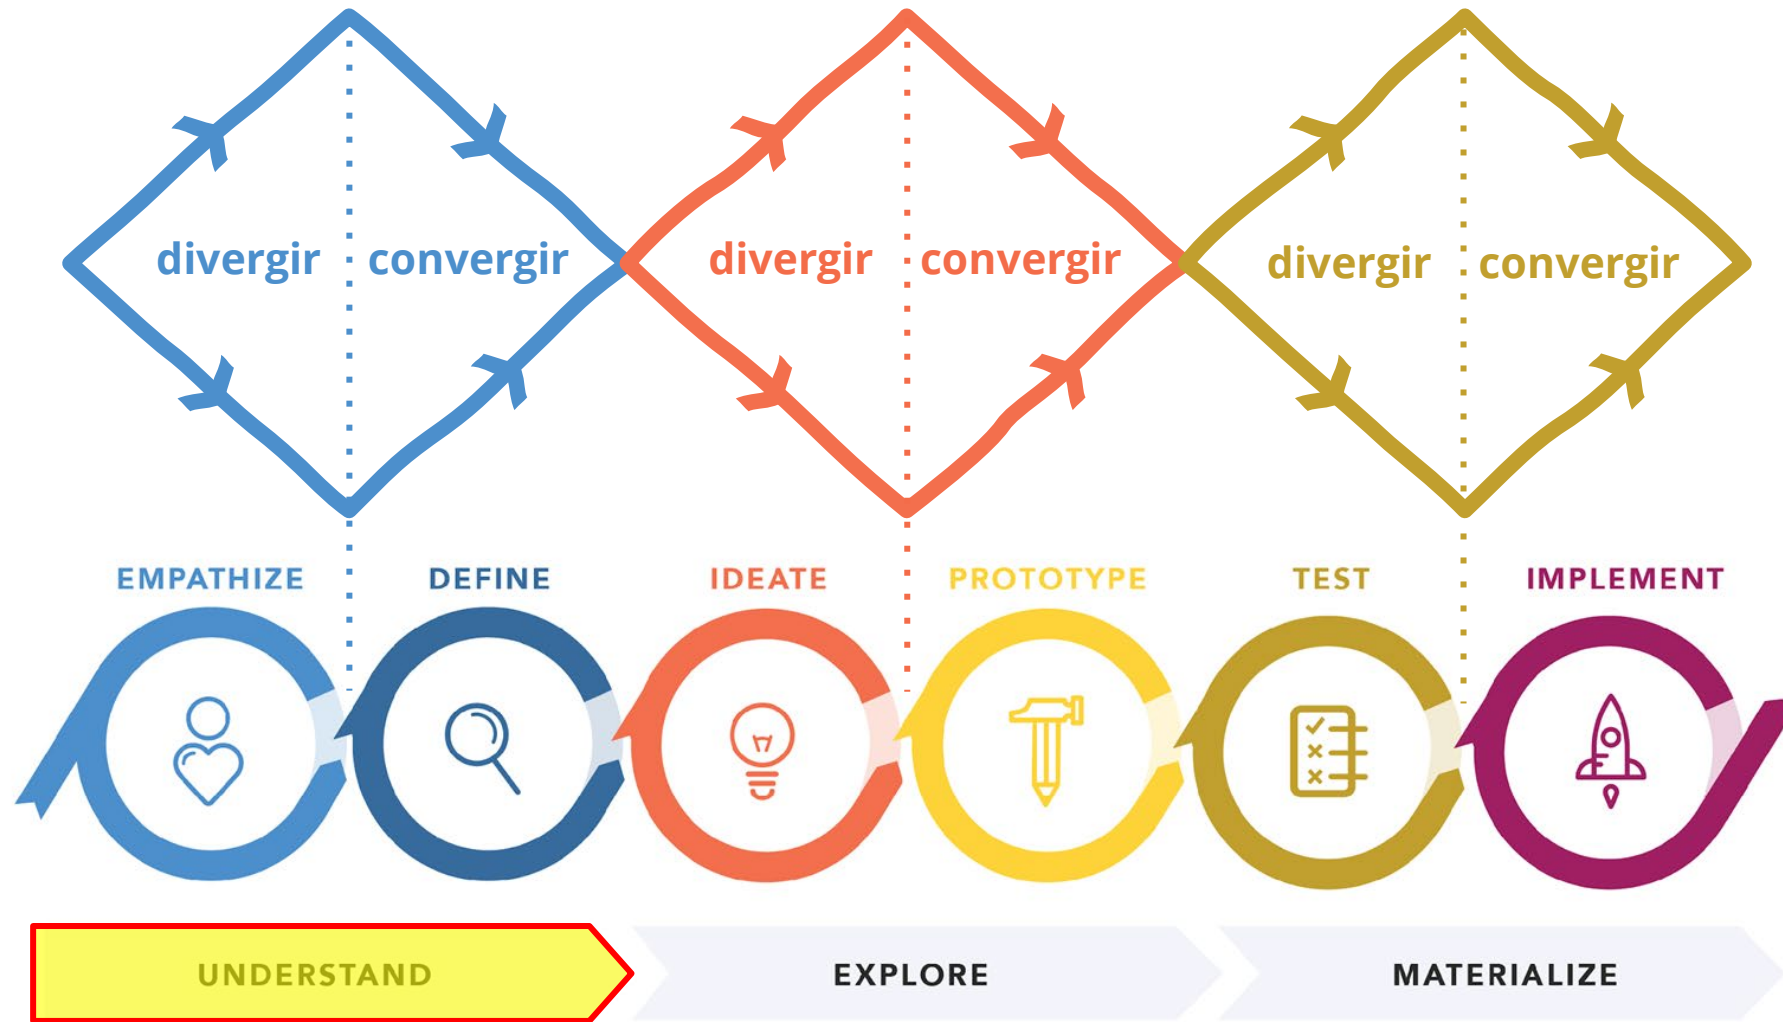 divergir convergir divergir convergir divergir convergir
EMPATHIZE DEFINE IDEATE PROTOTYPE TEST IMPLEMENT
UNDERSTAND EXPLORE MATERIALIZE